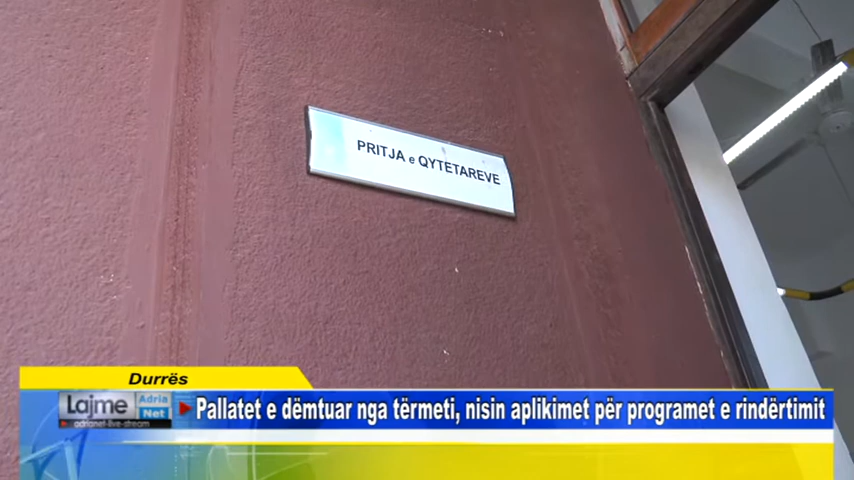 PRITJA e QYTETAREVE
Durrës
Lajme
Adria
Net
adrianet-live-stream
Pallatet e dëmtuar nga tërmeti, nisin aplikimet për programet e rindërtimit